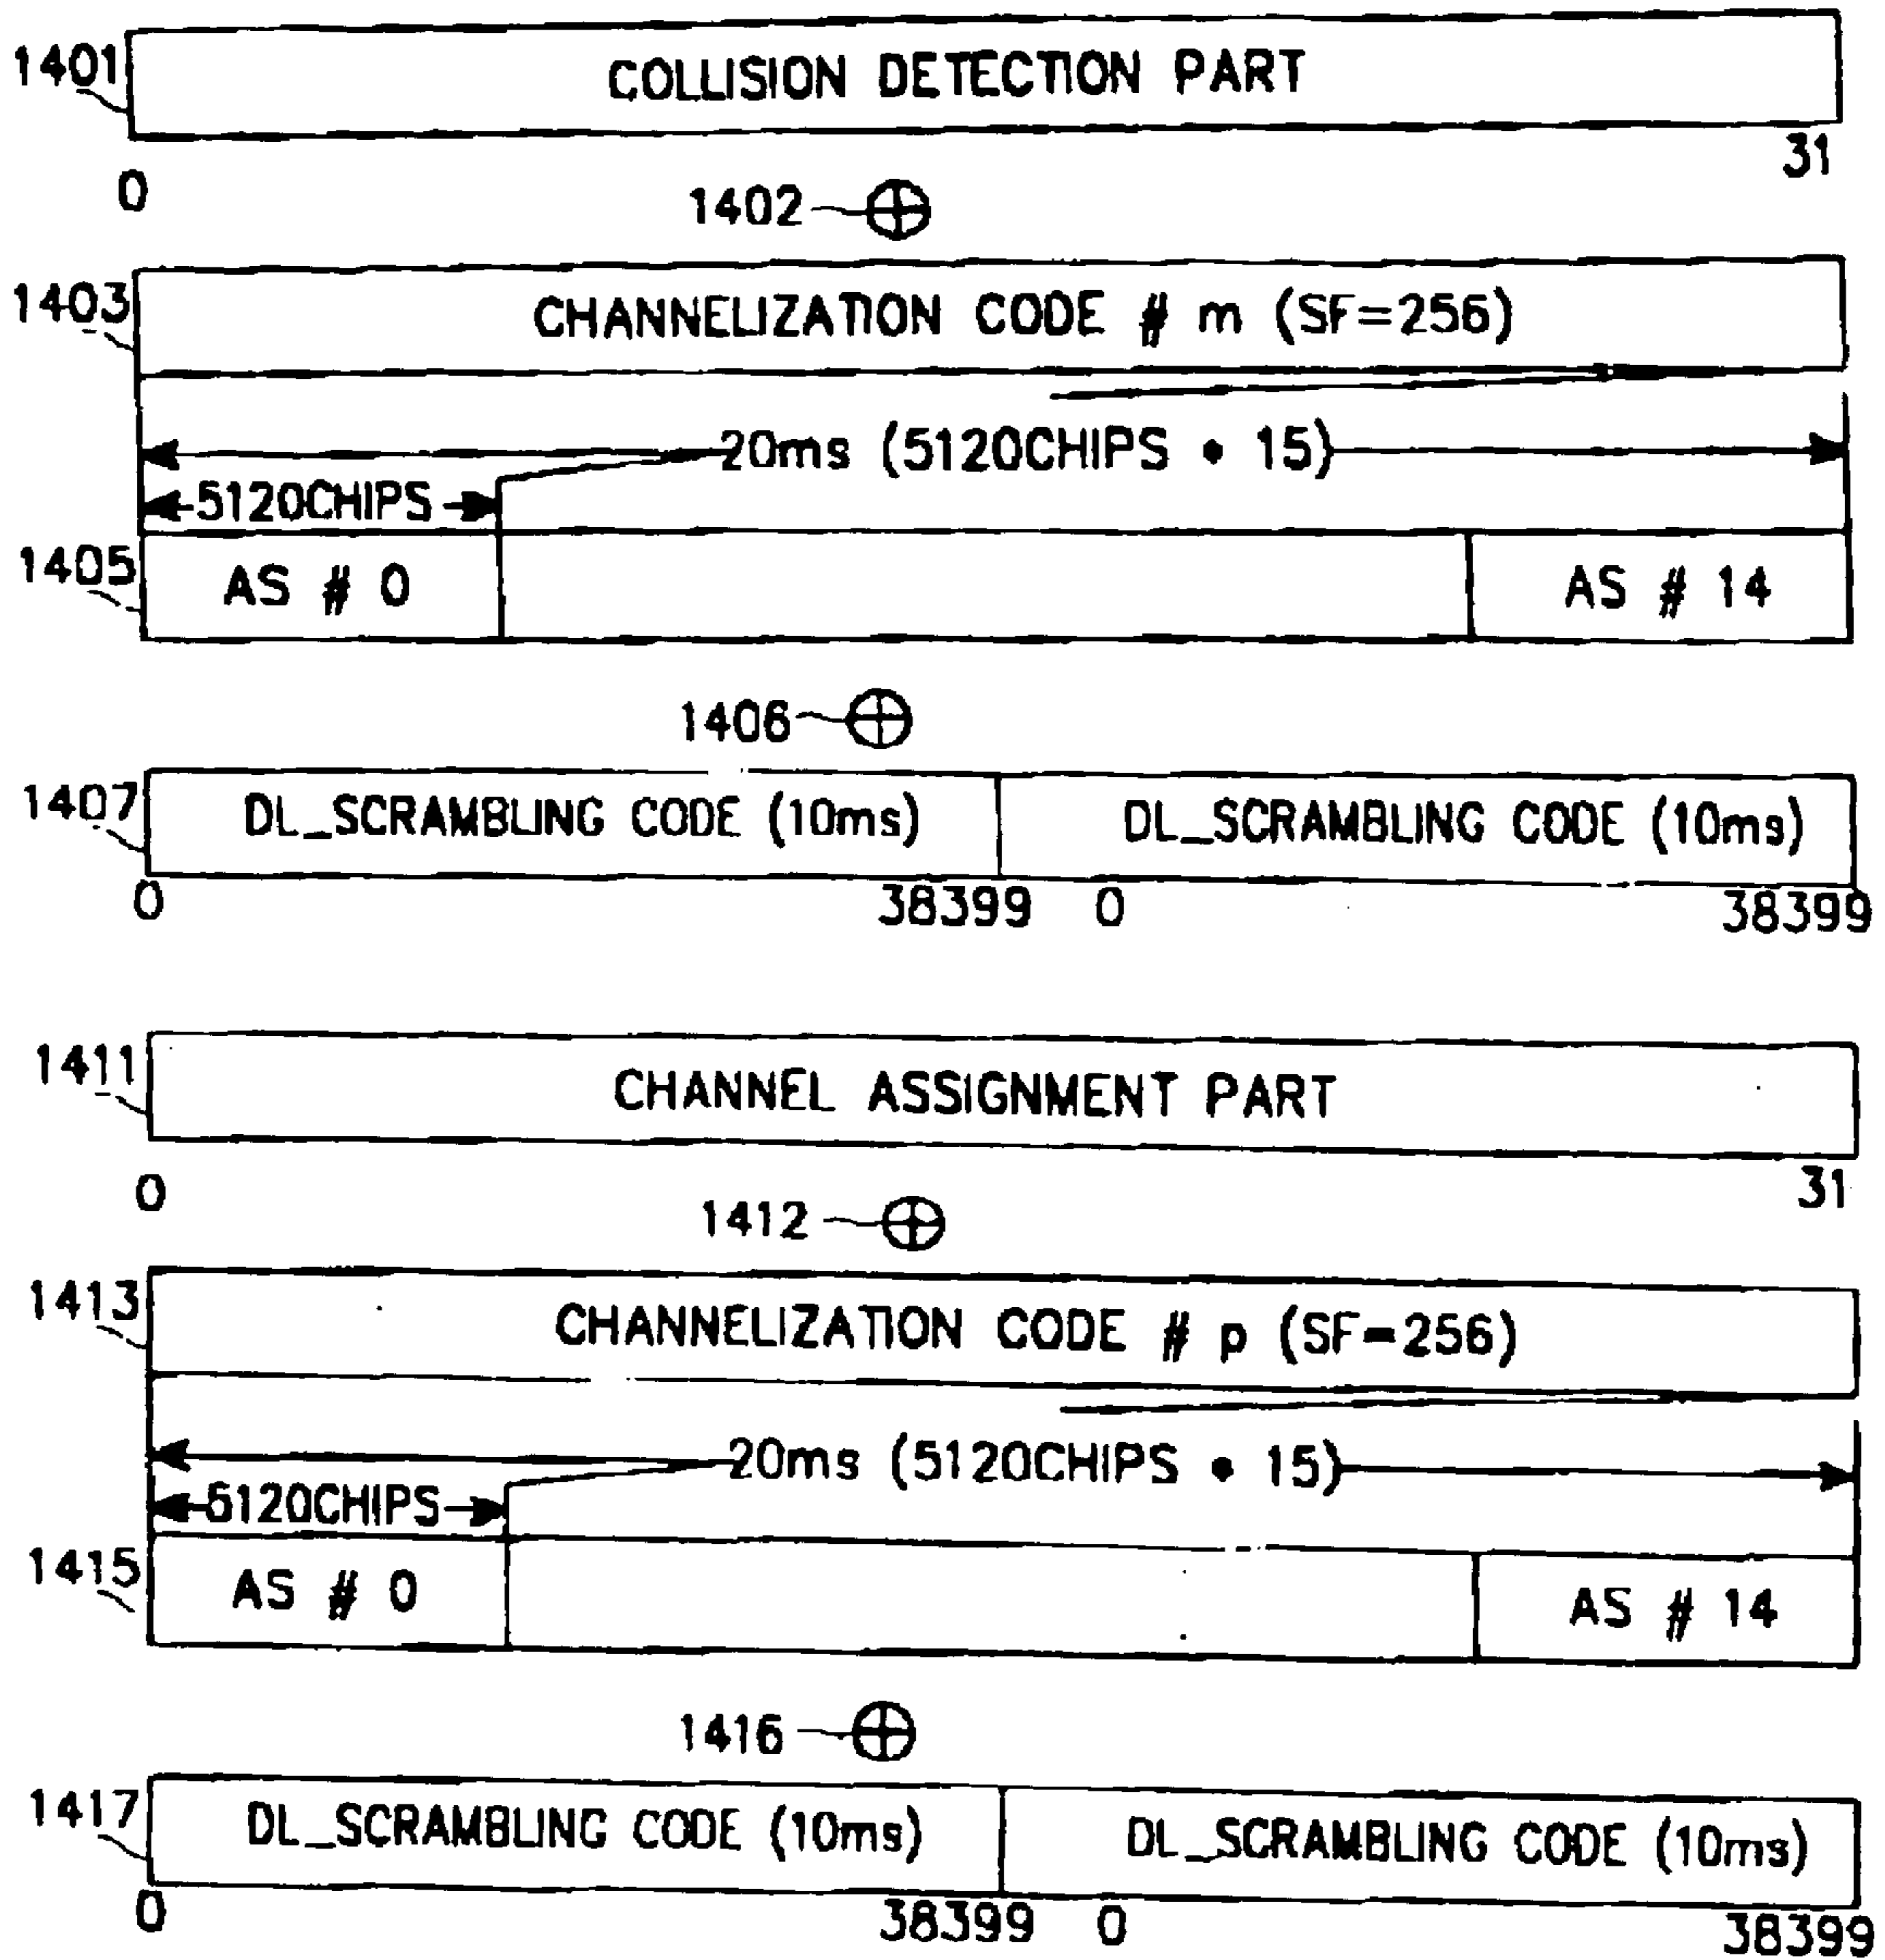 1401
COLLISION DETECTION PART
0
31
1402
1403
CHANNELIZATION CODE # m (SF=256)
20ms (5120CHIPS • 15)
5120CHIPS
1405
AS # 0
AS # 14
1406
1407
DL_SCRAMBLING CODE (10ms)
DL_SCRAMBLING CODE (10ms)
0
38399
0
38399
1411
CHANNEL ASSIGNMENT PART
0
31
1412
1413
CHANNELIZATION CODE # p (SF=256)
20ms (5120CHIPS • 15)
5120CHIPS
1415
AS # 0
AS # 14
1416
1417
DL_SCRAMBLING CODE (10ms)
DL_SCRAMBLING CODE (10ms)
0
38399
0
38399